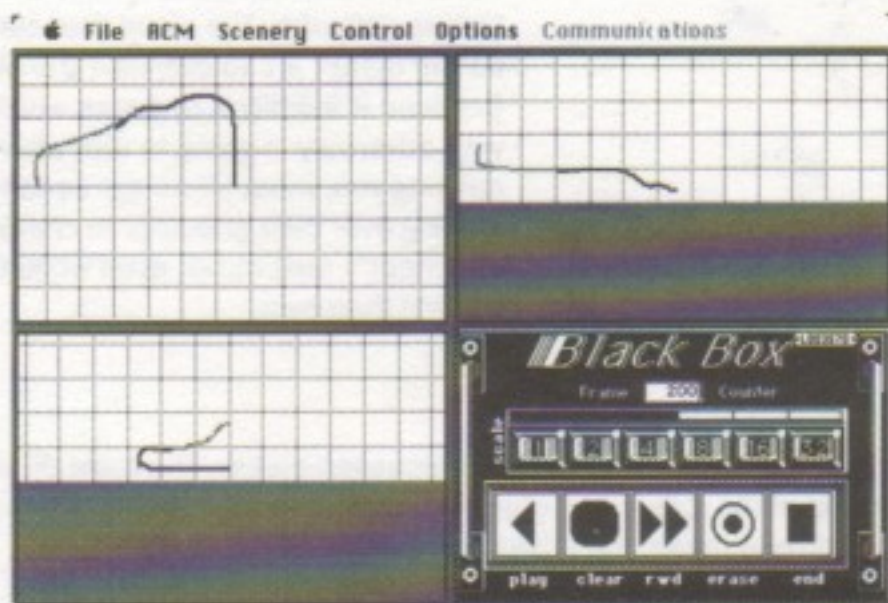 File ACM Scenery Control Options Communications
Black Box
Frame 200 Counter
scale
1 2 4 8 16 32
play clear rwd erase end